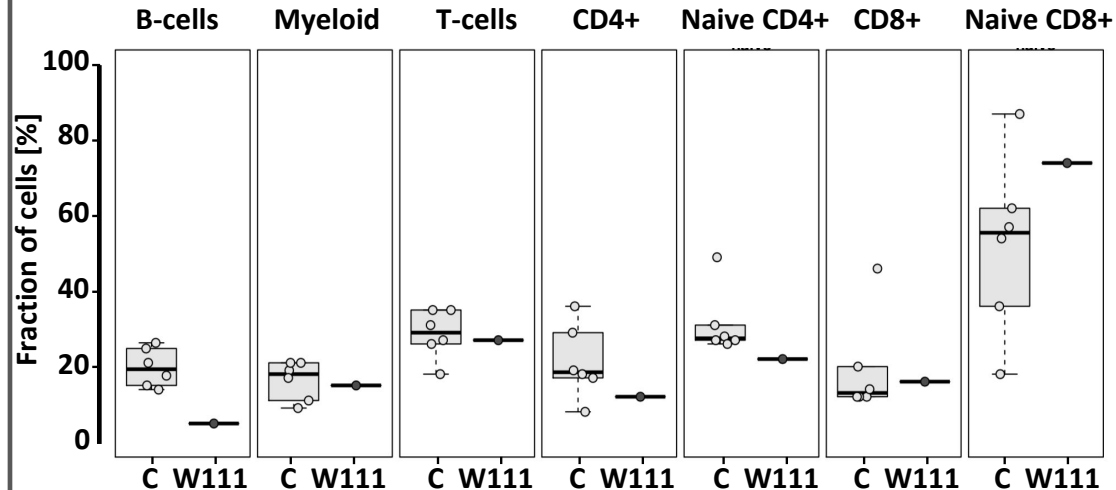 B-cells Myeloid T-cells CD4+ Naive CD4+ CD8+ Naive CD8+
Fraction of cells [%]
100
80
60
40
20
0
C W111 C W111 C W111 C W111 C W111 C W111 C W111